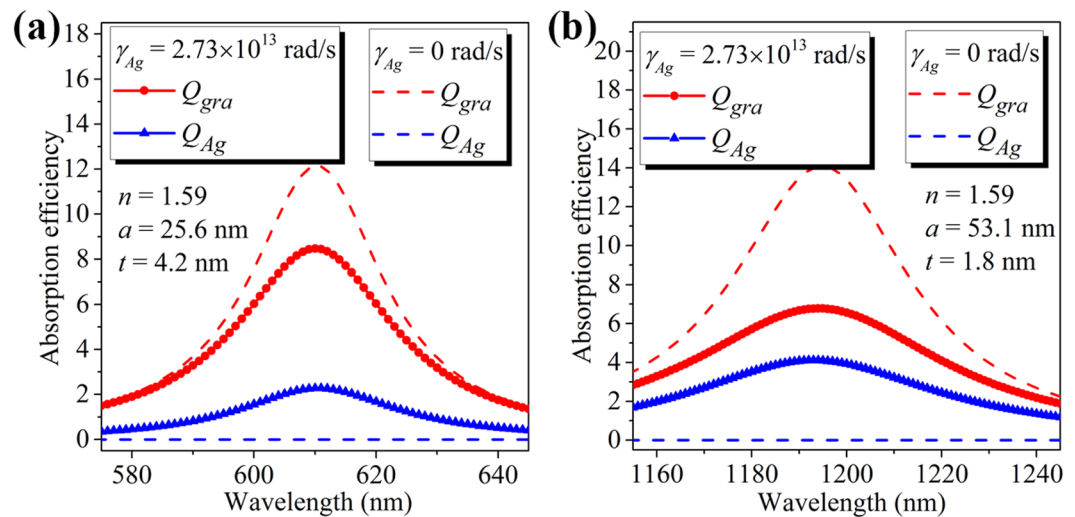 (a)
18
16
14
12
10
8
6
4
2
0
Absorption efficiency
γAg = 2.73×10¹³ rad/s
Qgra
QAg
γAg = 0 rad/s
Qgra
QAg
n = 1.59
a = 25.6 nm
t = 4.2 nm
580 600 620 640
Wavelength (nm)
(b)
20
18
16
14
12
10
8
6
4
2
0
Absorption efficiency
γAg = 2.73×10¹³ rad/s
Qgra
QAg
γAg = 0 rad/s
Qgra
QAg
n = 1.59
a = 53.1 nm
t = 1.8 nm
1160 1180 1200 1220 1240
Wavelength (nm)